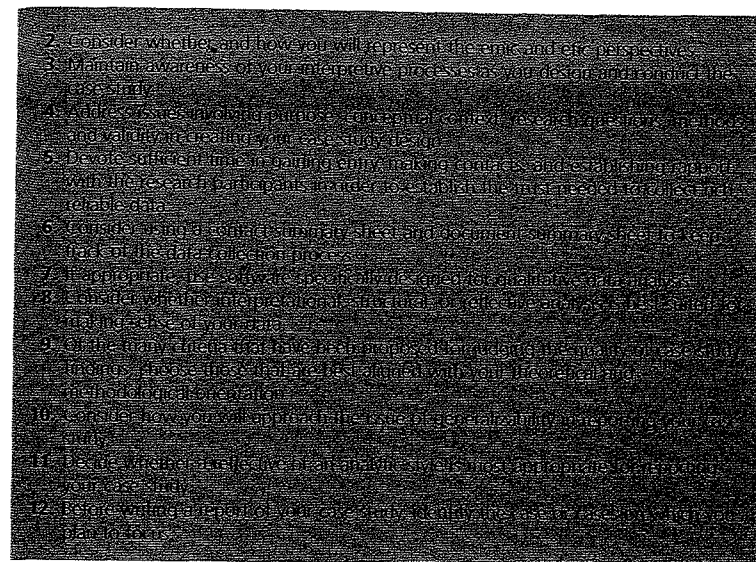 2. Consider whether and how you will represent the emic and etic perspectives.
3. Maintain awareness of your interpretive processes as you design and conduct the
case study.
4. Address issues involving purpose, conceptual context, research questions, methods
and validity in creating your case study design.
5. Devote sufficient time in gaining entry, making contacts, and establishing rapport
with the research participants in order to establish the trust needed to collect
reliable data.
6. Consider using a contact summary sheet and document summary sheet to keep
track of the data-collection process.
7. If appropriate, use software specifically designed for qualitative data analysis.
8. Consider whether interpretational, structural, or reflective analysis is best suited for
making sense of your data.
9. Of the many criteria that have been proposed for judging the quality of case study
findings, choose those that are best aligned with your theoretical and
methodological orientation.
10. Consider how you will approach the issue of generalizability in reporting your case
study.
11. Decide whether a reflective or an analytic style is most appropriate for reporting
your case study.
12. Before writing a report of your case study, identify the on which you
plan to focus.